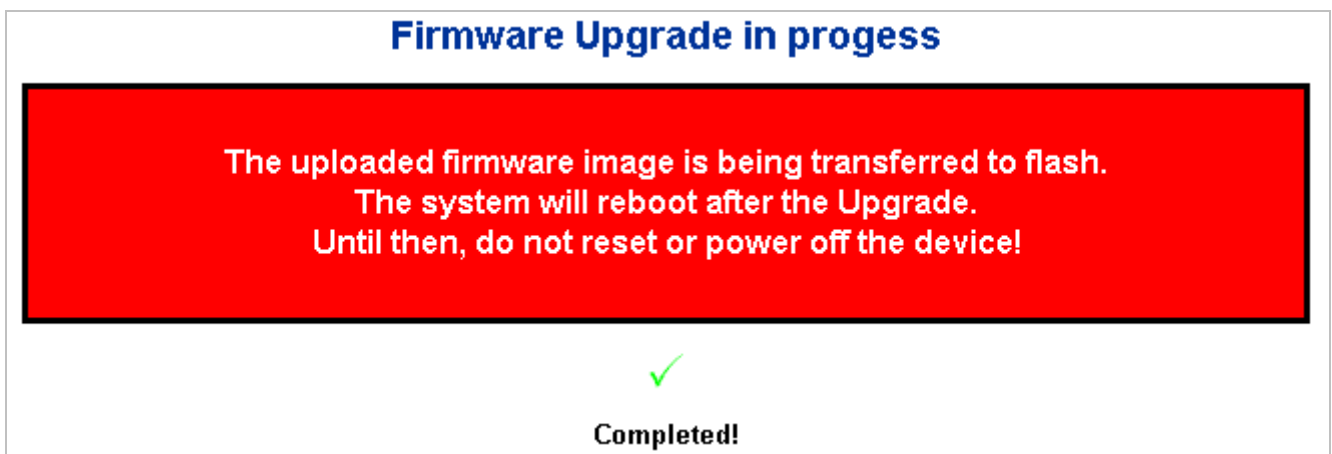 Firmware Upgrade in progess
The uploaded firmware image is being transferred to flash.
The system will reboot after the Upgrade.
Until then, do not reset or power off the device!
Completed!